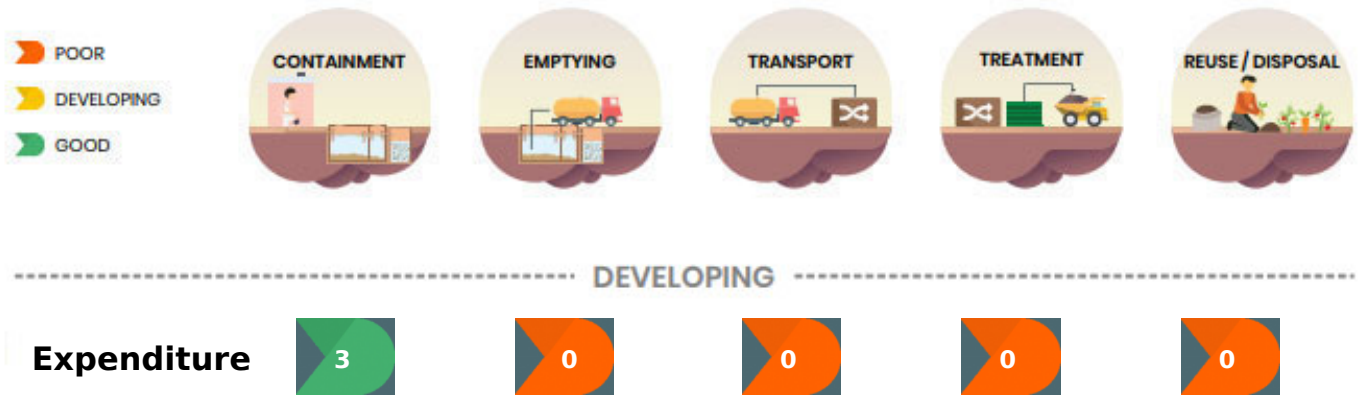 POOR
DEVELOPING
GOOD
CONTAINMENT
EMPTYING
TRANSPORT
TREATMENT
REUSE / DISPOSAL
DEVELOPING
Expenditure 3 0 0 0 0